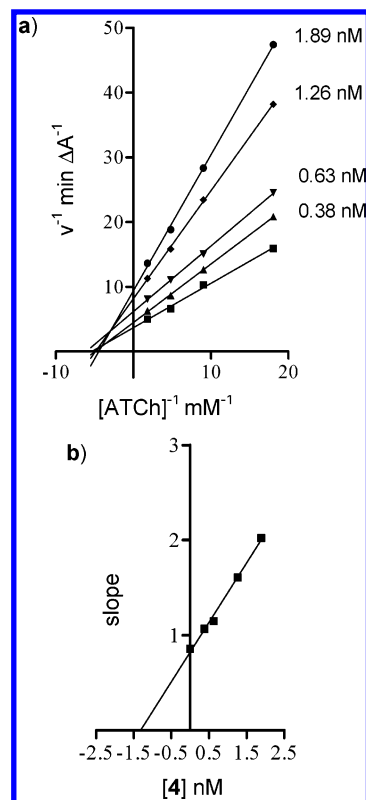 a)
50
1.89 nM
40
1.26 nM
v⁻¹ min ΔA⁻¹
30
0.63 nM
20
0.38 nM
10
-10 10 20
[ATCh]⁻¹ mM⁻¹
b)
3
2
slope
1
-2.5 -1.5 -0.5 0.5 1.5 2.5
[4] nM